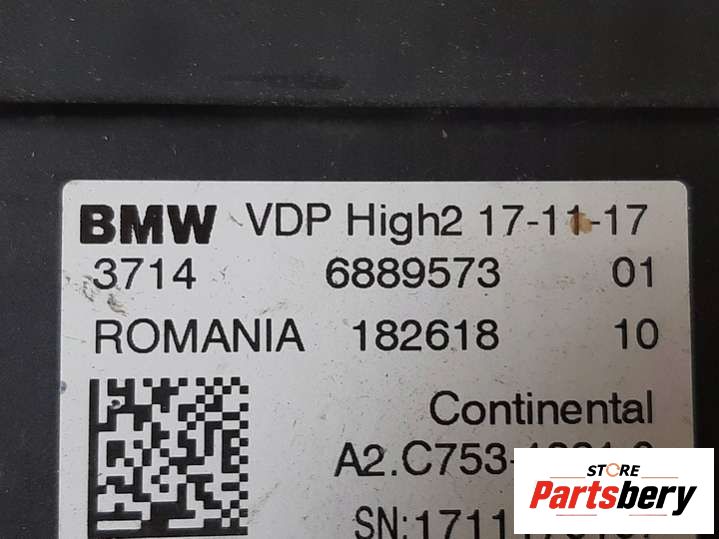 BMW VDP High2 17-11-17
3714 6889573 01
ROMANIA 182618 10
Continental
STORE
Partsbery